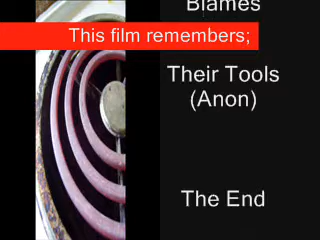 Blames
This film remembers;
Their Tools
(Anon)
The End